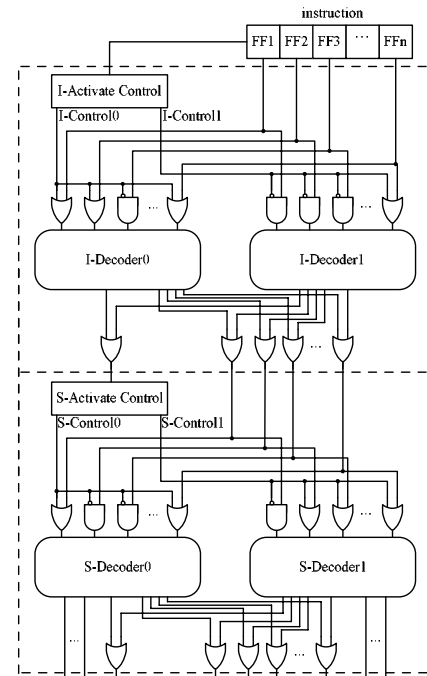 instruction
FF1 FF2 FF3 ... FFn
I-Activate Control
I-Control0 I-Control1
... ...
I-Decoder0 I-Decoder1
...
S-Activate Control
S-Control0 S-Control1
... ...
S-Decoder0 S-Decoder1
... ... ...